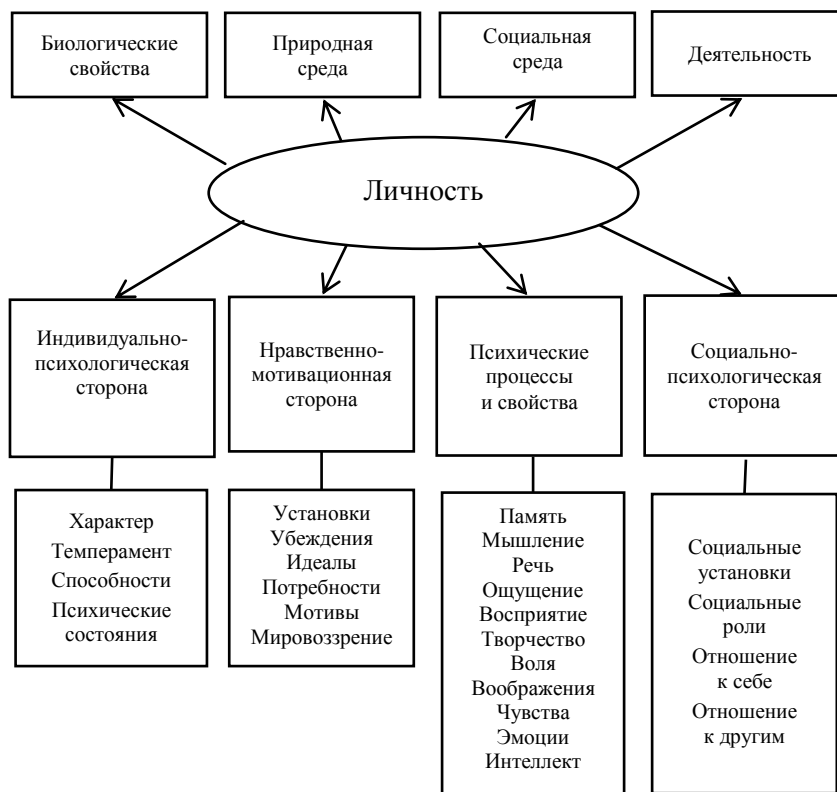 Биологические
свойства
Природная
среда
Социальная
среда
Деятельность
Личность
Индивидуально-
психологическая
сторона
Нравственно-
мотивационная
сторона
Психические
процессы
и свойства
Социально-
психологическая
сторона
Характер
Темперамент
Способности
Психические
состояния
Установки
Убеждения
Идеалы
Потребности
Мотивы
Мировоззрение
Память
Мышление
Речь
Ощущение
Восприятие
Творчество
Воля
Воображения
Чувства
Эмоции
Интеллект
Социальные
установки
Социальные
роли
Отношение
к себе
Отношение
к другим